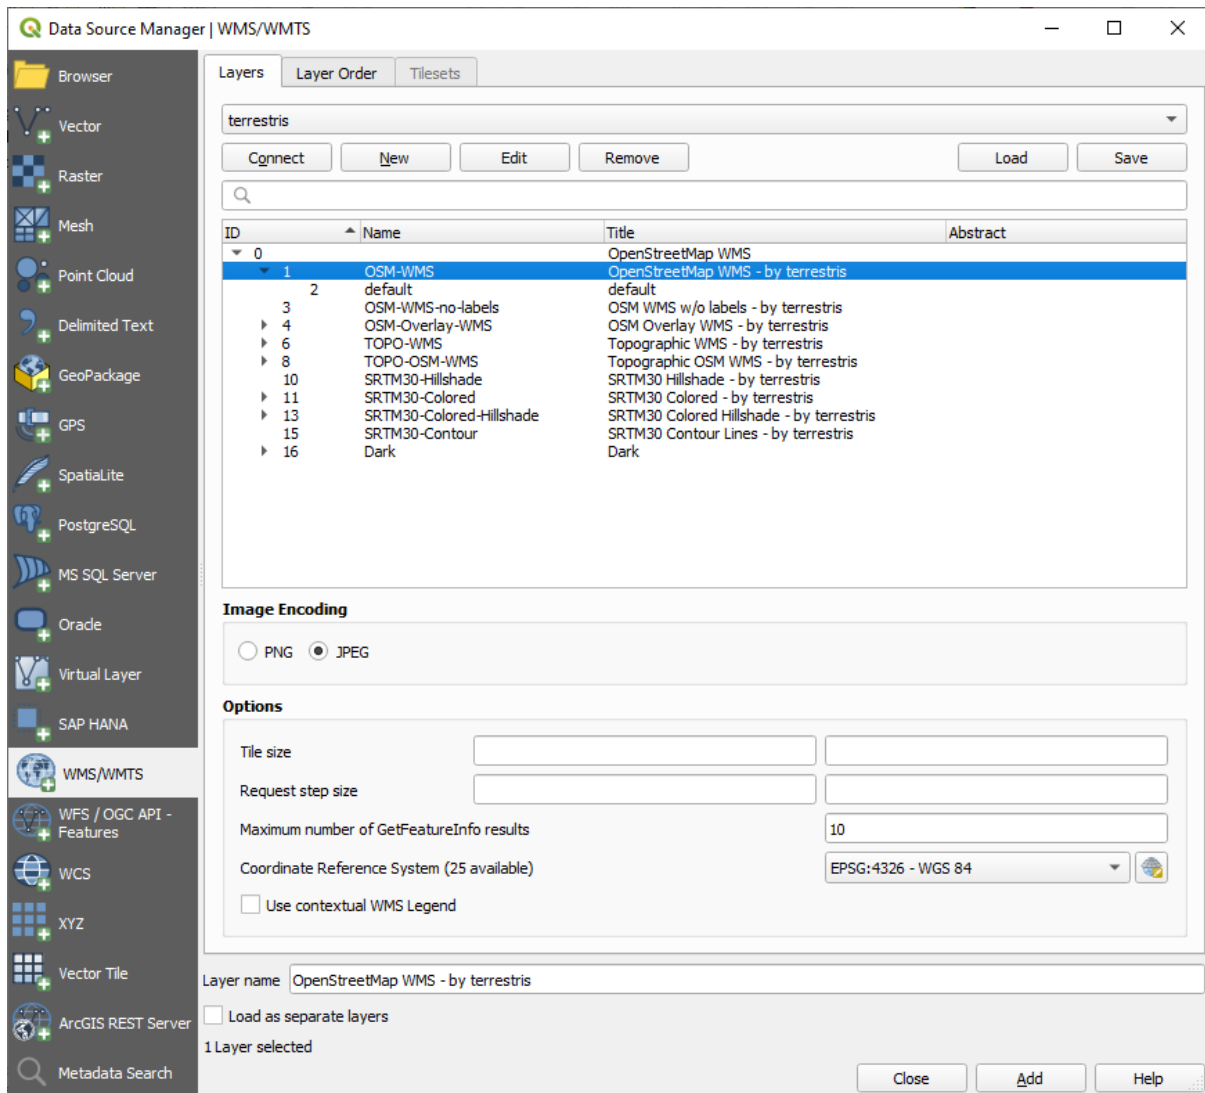 Data Source Manager | WMS/WMTS
Browser
Vector
Raster
Mesh
Point Cloud
Delimited Text
GeoPackage
GPS
SpatiaLite
PostgreSQL
MS SQL Server
Oracle
Virtual Layer
SAP HANA
WMS/WMTS
WFS / OGC API -
Features
WCS
XYZ
Vector Tile
ArcGIS REST Server
Metadata Search
Layers Layer Order Tilesets
terrestris
Connect New Edit Remove Load Save
ID Name Title Abstract
0 OpenStreetMap WMS
1 OSM-WMS OpenStreetMap WMS - by terrestris
2 default default
3 OSM-WMS-no-labels OSM WMS w/o labels - by terrestris
4 OSM-Overlay-WMS OSM Overlay WMS - by terrestris
6 TOPO-WMS Topographic WMS - by terrestris
8 TOPO-OSM-WMS Topographic OSM WMS - by terrestris
10 SRTM30-Hillshade SRTM30 Hillshade - by terrestris
11 SRTM30-Colored SRTM30 Colored - by terrestris
13 SRTM30-Colored-Hillshade SRTM30 Colored Hillshade - by terrestris
15 SRTM30-Contour SRTM30 Contour Lines - by terrestris
16 Dark Dark
Image Encoding
PNG JPEG
Options
Tile size
Request step size
Maximum number of GetFeatureInfo results 10
Coordinate Reference System (25 available) EPSG:4326 - WGS 84
Use contextual WMS Legend
Layer name OpenStreetMap WMS - by terrestris
Load as separate layers
1 Layer selected
Close Add Help